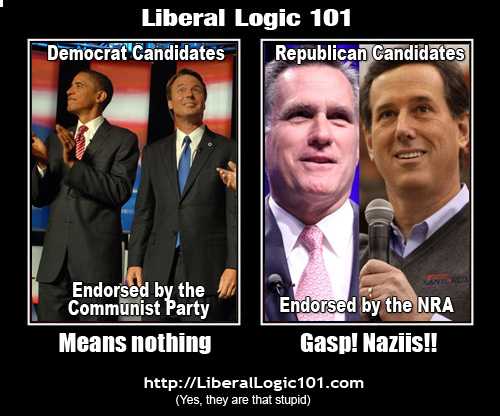 Liberal Logic 101
Democrat Candidates
Endorsed by the
Communist Party
Means nothing
Republican Candidates
SANTORUM
Endorsed by the NRA
Gasp! Naziis!!
http://LiberalLogic101.com
(Yes, they are that stupid)